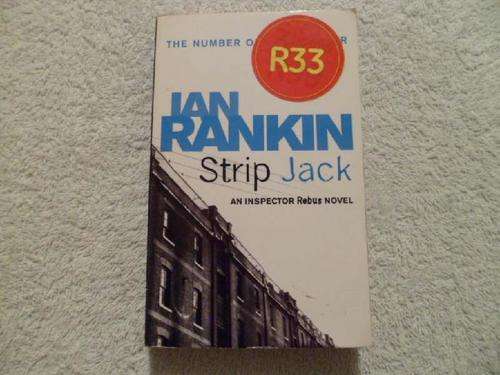 THE NUMBER O R
R33
IAN
RANKIN
Strip Jack
AN INSPECTOR Rebus NOVEL